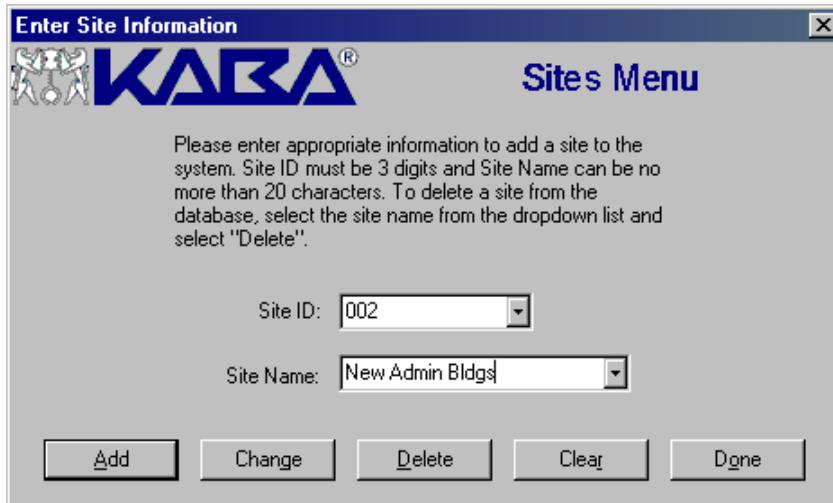 Enter Site Information
KABA®
Sites Menu
Please enter appropriate information to add a site to the
system. Site ID must be 3 digits and Site Name can be no
more than 20 characters. To delete a site from the
database, select the site name from the dropdown list and
select "Delete".
Site ID: 002
Site Name: New Admin Bldgs
Add Change Delete Clear Done